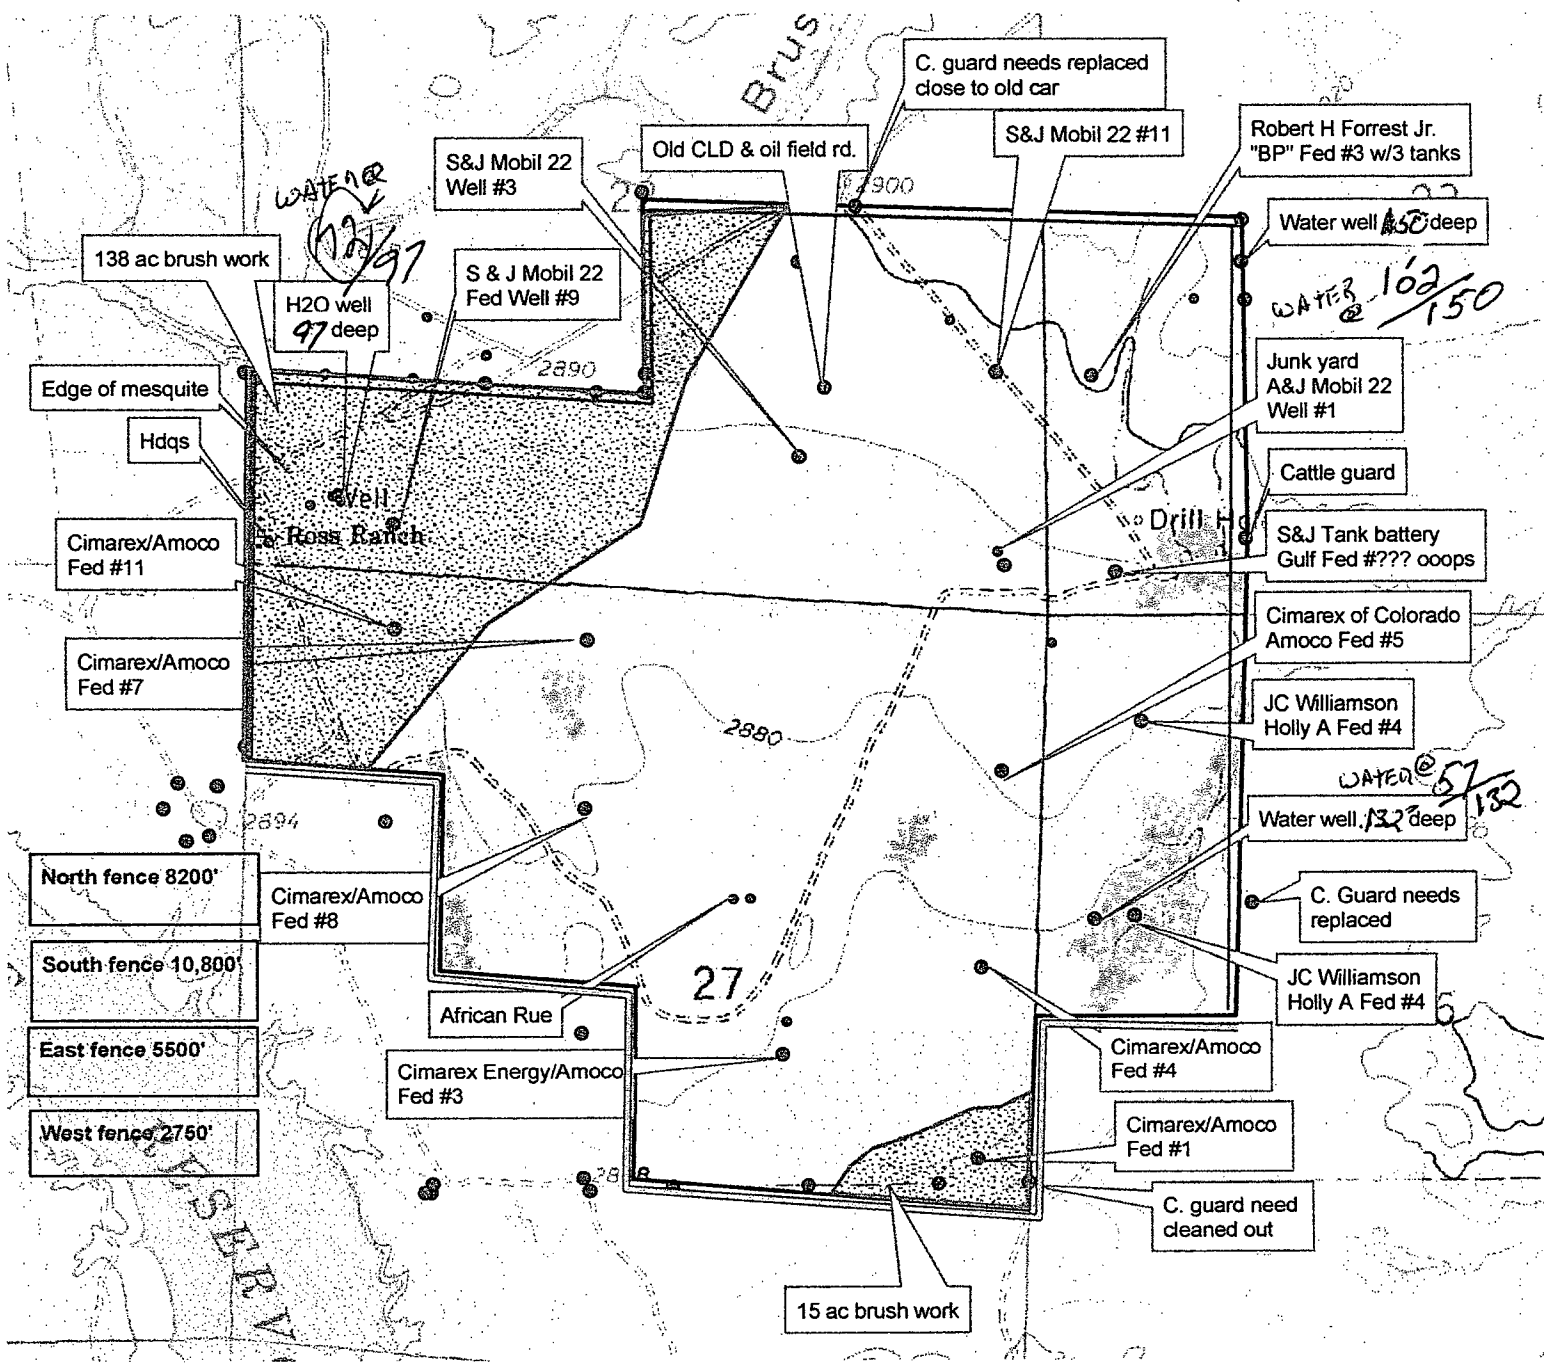 Brus
C. guard needs replaced
close to old car
S&J Mobil 22 #11
Robert H Forrest Jr.
"BP" Fed #3 w/3 tanks
Old CLD & oil field rd.
S&J Mobil 22
Well #3
2900
WATER @
72/97
Water well 150' deep
138 ac brush work
S & J Mobil 22
Fed Well #9
H2O well
97 deep
WATER @ 102/150
2890
Edge of mesquite
Junk yard
A&J Mobil 22
Well #1
Hdqs
Cattle guard
Well
Ross Ranch
Drill Ho
Cimarex/Amoco
Fed #11
S&J Tank battery
Gulf Fed #??? ooops
Cimarex of Colorado
Amoco Fed #5
Cimarex/Amoco
Fed #7
JC Williamson
Holly A Fed #4
2880
WATER @ 57/132
2894
Water well 132' deep
North fence 8200'
Cimarex/Amoco
Fed #8
C. Guard needs
replaced
South fence 10,800'
27
JC Williamson
Holly A Fed #4
African Rue
East fence 5500'
Cimarex/Amoco
Fed #4
Cimarex Energy/Amoco
Fed #3
West fence 2750'
Cimarex/Amoco
Fed #1
C. guard need
cleaned out
SERV
15 ac brush work